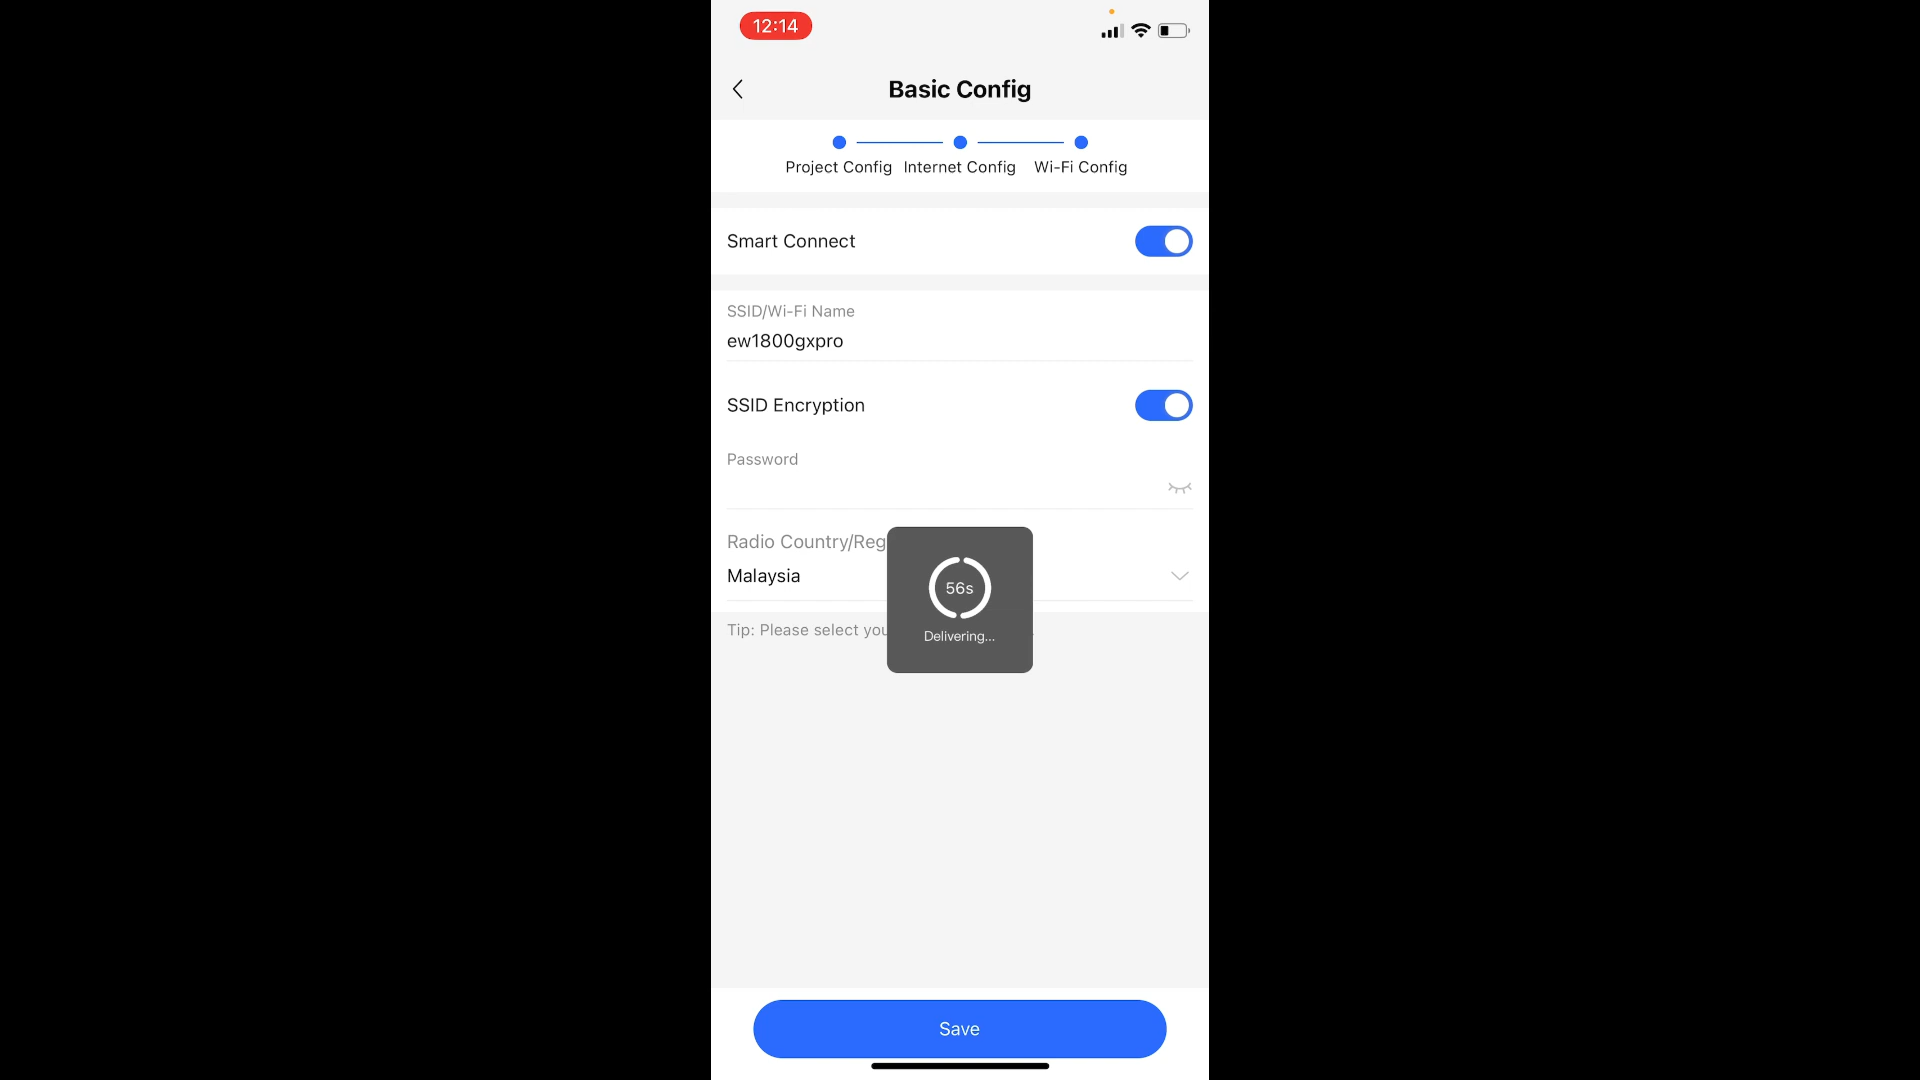 12:14
Basic Config
Project Config Internet Config Wi-Fi Config
Smart Connect
SSID/Wi-Fi Name
ew1800gxpro
SSID Encryption
Password
Radio Country/Reg
Malaysia
56s
Delivering...
Tip: Please select you
Save